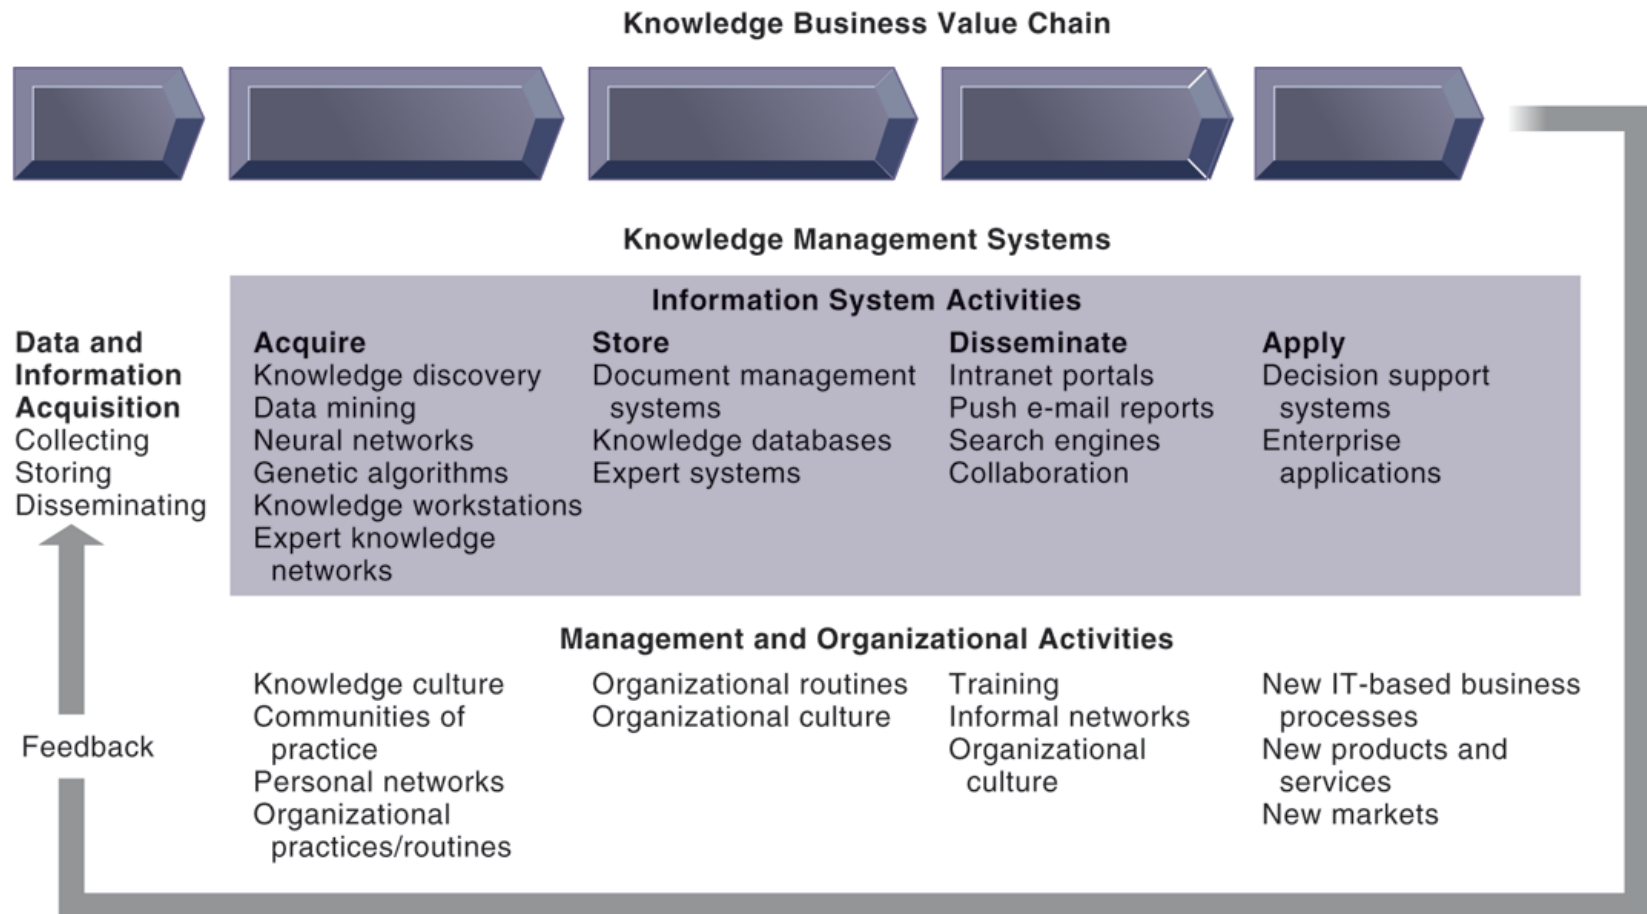 Knowledge Business Value Chain
Knowledge Management Systems
Information System Activities
Data and
Information
Acquisition
Collecting
Storing
Disseminating
Acquire
Knowledge discovery
Data mining
Neural networks
Genetic algorithms
Knowledge workstations
Expert knowledge
networks
Store
Document management
systems
Knowledge databases
Expert systems
Disseminate
Intranet portals
Push e-mail reports
Search engines
Collaboration
Apply
Decision support
systems
Enterprise
applications
Management and Organizational Activities
Knowledge culture
Communities of
practice
Personal networks
Organizational
practices/routines
Organizational routines
Organizational culture
Training
Informal networks
Organizational
culture
New IT-based business
processes
New products and
services
New markets
Feedback